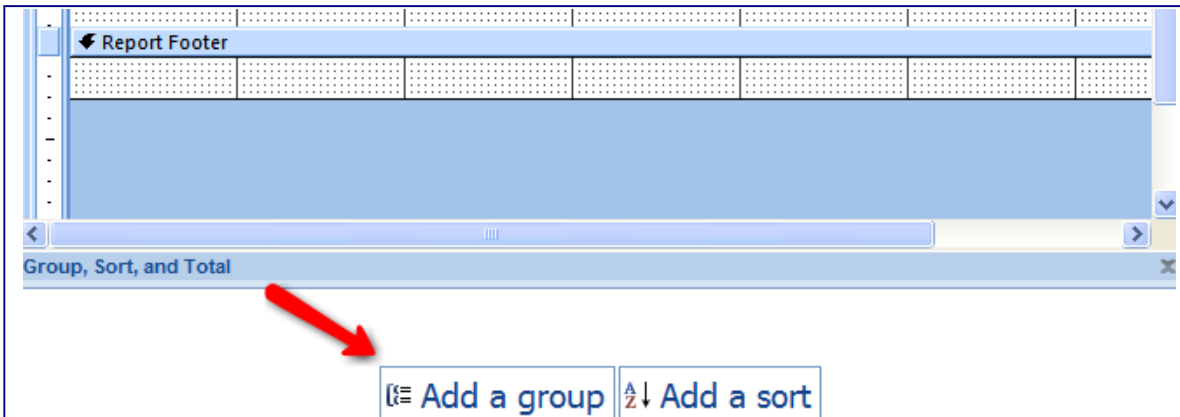 Report Footer
Group, Sort, and Total
Add a group A Z Add a sort